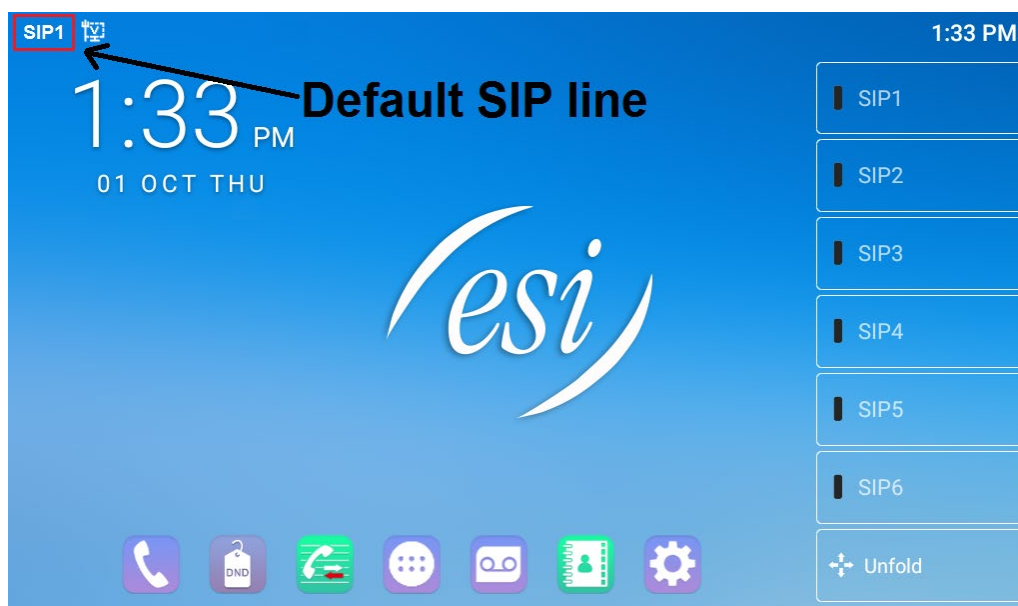 SIP1
1:33 PM
1:33 PM
Default SIP line
01 OCT THU
esi
SIP1
SIP2
SIP3
SIP4
SIP5
SIP6
Unfold
DND